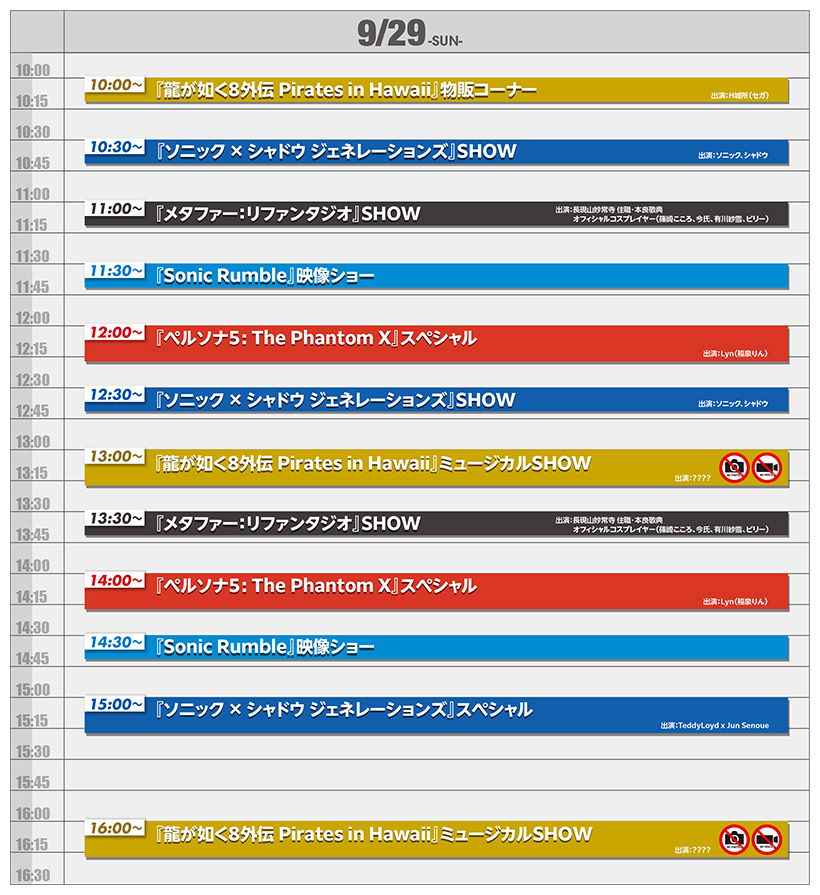 9/29-SUN-
10:00
10:00～
『龍が如く8外伝 Pirates in Hawaii』物販コーナー
出演：H城所（セガ）
10:15
10:30
10:30～
『ソニック × シャドウ ジェネレーションズ』SHOW
出演：ソニック、シャドウ
10:45
11:00
11:00～
『メタファー：リファンタジオ』SHOW
出演：長現山妙常寺 住職・本良敬典
オフィシャルコスプレイヤー（篠崎こころ、今氏、有川紗雪、ビリー）
11:15
11:30
11:30～
『Sonic Rumble』映像ショー
11:45
12:00
12:00～
『ペルソナ5: The Phantom X』スペシャル
出演：Lyn（稲泉りん）
12:15
12:30
12:30～
『ソニック × シャドウ ジェネレーションズ』SHOW
出演：ソニック、シャドウ
12:45
13:00
13:00～
『龍が如く8外伝 Pirates in Hawaii』ミュージカルSHOW
出演：????
13:15
13:30
13:30～
『メタファー：リファンタジオ』SHOW
出演：長現山妙常寺 住職・本良敬典
オフィシャルコスプレイヤー（篠崎こころ、今氏、有川紗雪、ビリー）
13:45
14:00
14:00～
『ペルソナ5: The Phantom X』スペシャル
出演：Lyn（稲泉りん）
14:15
14:30
14:30～
『Sonic Rumble』映像ショー
14:45
15:00
15:00～
『ソニック × シャドウ ジェネレーションズ』スペシャル
出演：TeddyLoyd x Jun Senoue
15:15
15:30
15:45
16:00
16:00～
『龍が如く8外伝 Pirates in Hawaii』ミュージカルSHOW
出演：????
16:15
16:30